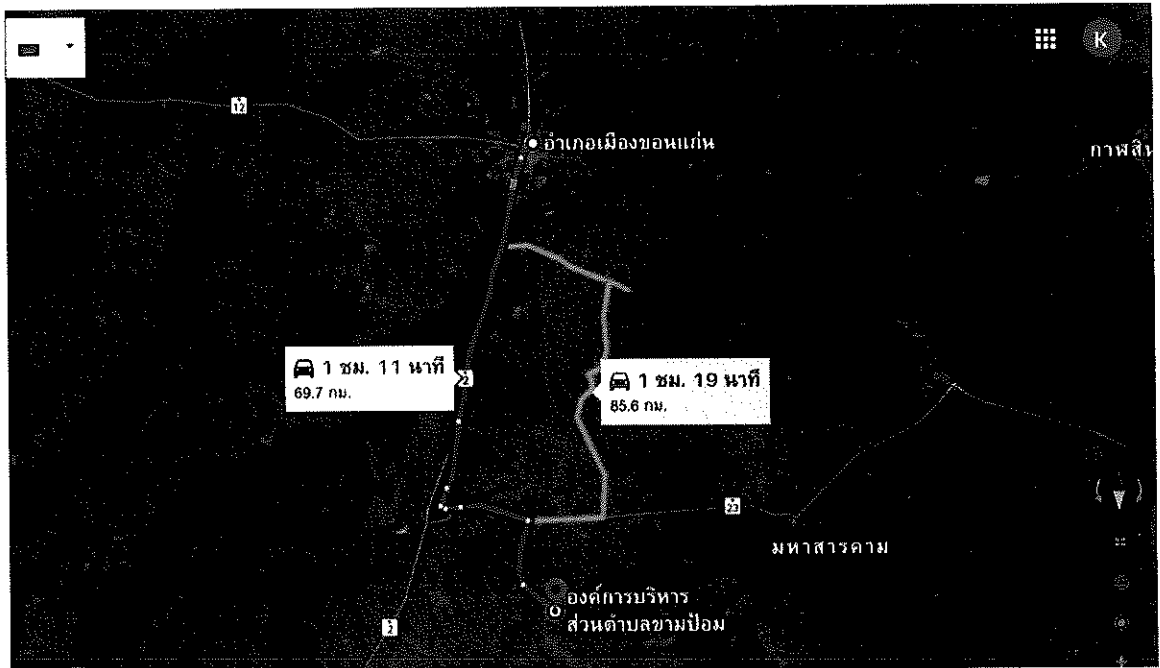 K
12
อำเภอเมืองขอนแก่น
กาฬสิน
1 ชม. 11 นาที
69.7 กม.
2
1 ชม. 19 นาที
85.6 กม.
23
มหาสารคาม
องค์การบริหาร
ส่วนตำบลขามป้อม
2